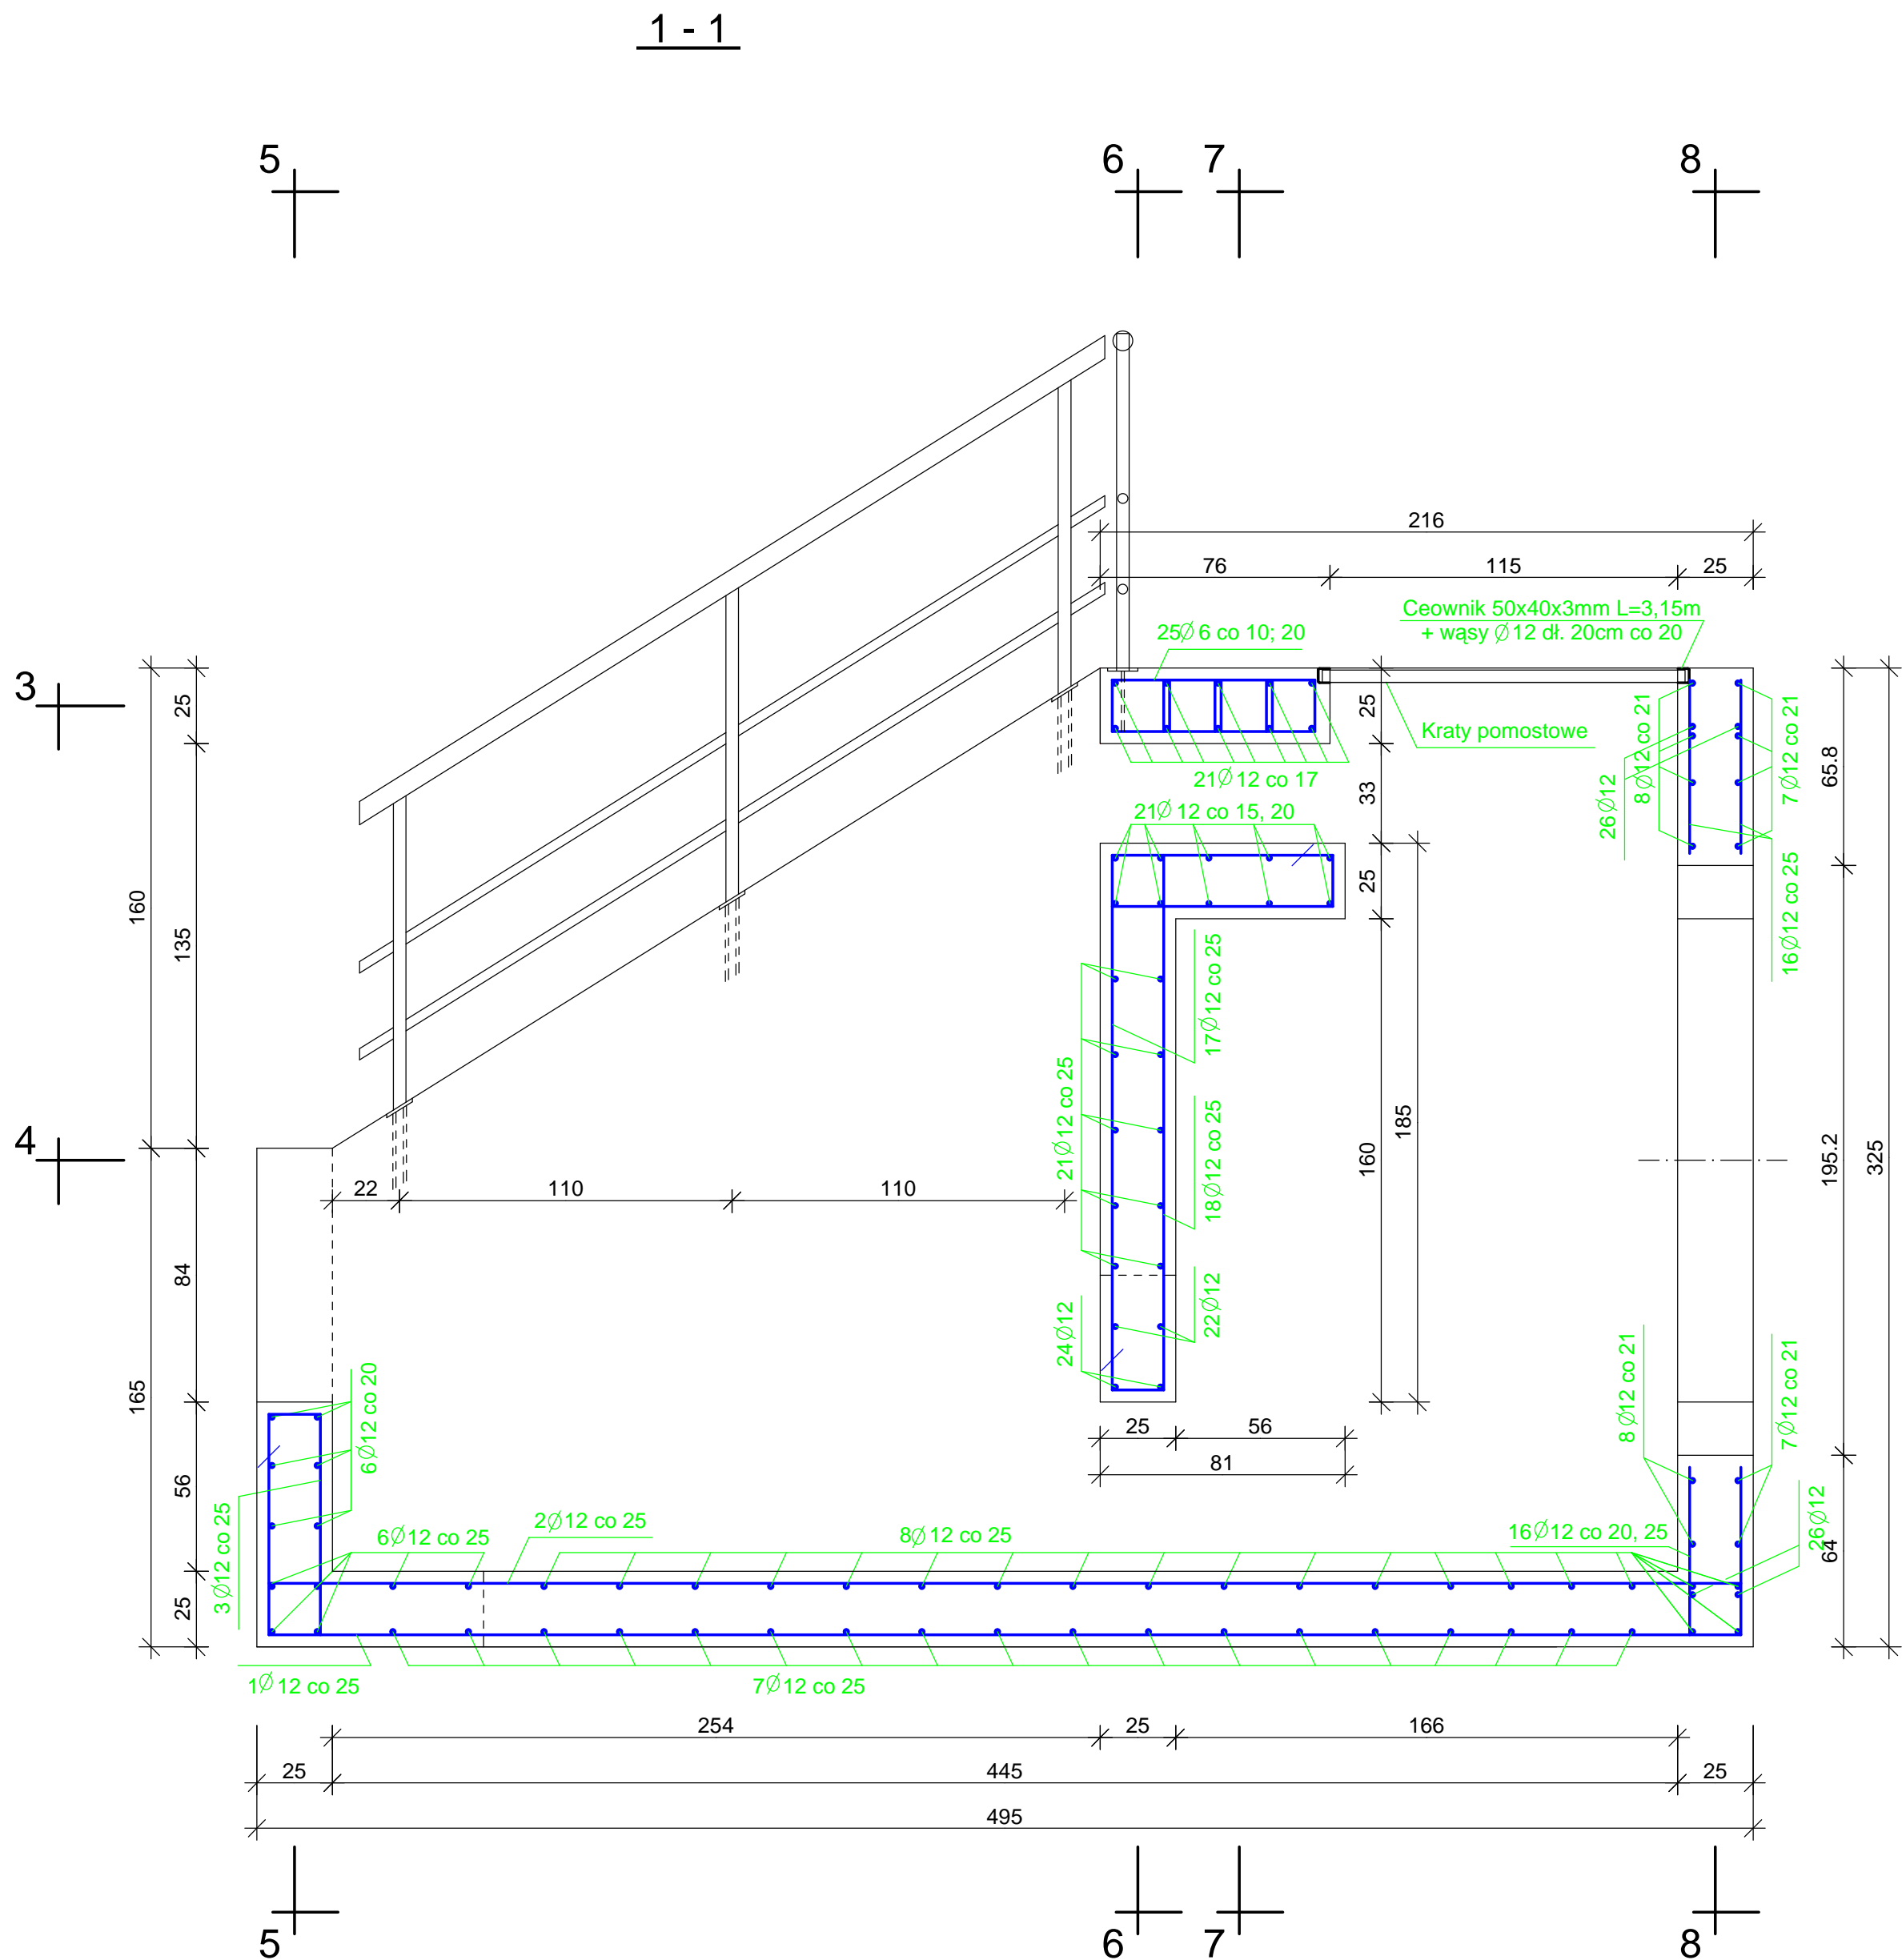 1 - 1
5
6
7
8
216
76
115
25
Ceownik 50x40x3mm L=3,15m
+ wąsy ∅12 dł. 20cm co 20
25∅6 co 10; 20
3
25
25
Kraty pomostowe
21∅12 co 17
33
26∅12
8∅12 co 21
7∅12 co 21
65.8
21∅12 co 15, 20
25
160
135
17∅12 co 25
16∅12 co 25
21∅12 co 25
18∅12 co 25
160
185
195.2
325
4
22
110
110
84
24∅12
22∅12
165
6∅12 co 20
8∅12 co 21
7∅12 co 21
25
56
81
56
3∅12 co 25
6∅12 co 25
2∅12 co 25
8∅12 co 25
16∅12 co 20, 25
26∅12
64
25
1∅12 co 25
7∅12 co 25
254
25
166
25
445
25
495
5
6
7
8